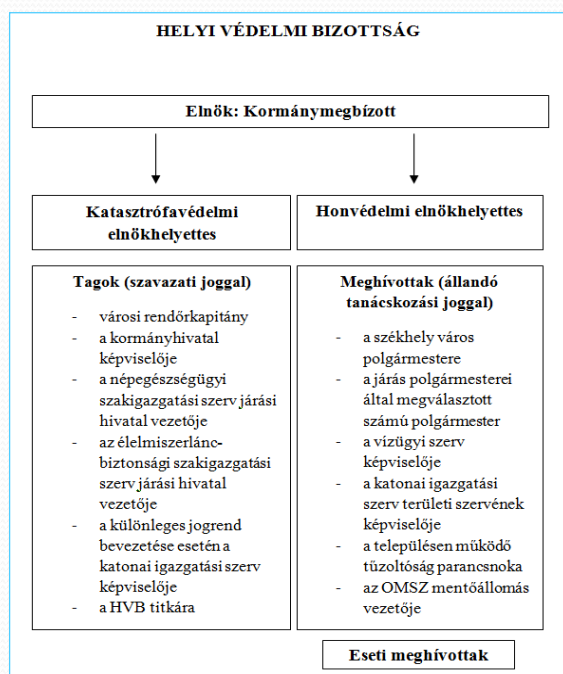 HELYI VÉDELMI BIZOTTSÁG
Elnök: Kormánymegbízott
Katasztrófavédelmi
elnökhelyettes
Honvédelmi elnökhelyettes
Tagok (szavazati joggal)
- városi rendőrkapitány
- a kormányhivatal
képviselője
- a népegészségügyi
szakigazgatási szerv járási
hivatal vezetője
- az élelmiszerlánc-
biztonsági szakigazgatási
szerv járási hivatal
vezetője
- a különleges jogrend
bevezetése esetén a
katonai igazgatási szerv
képviselője
- a HVB titkára
Meghívottak (állandó
tanácskozási joggal)
- a székhely város
polgármestere
- a járás polgármesterei
által megválasztott
számú polgármester
- a vízügyi szerv
képviselője
- a katonai igazgatási
szerv területi szervének
képviselője
- a településen működő
tüzoltóság parancsnoka
- az OMSZ mentőállomás
vezetője
Eseti meghívottak